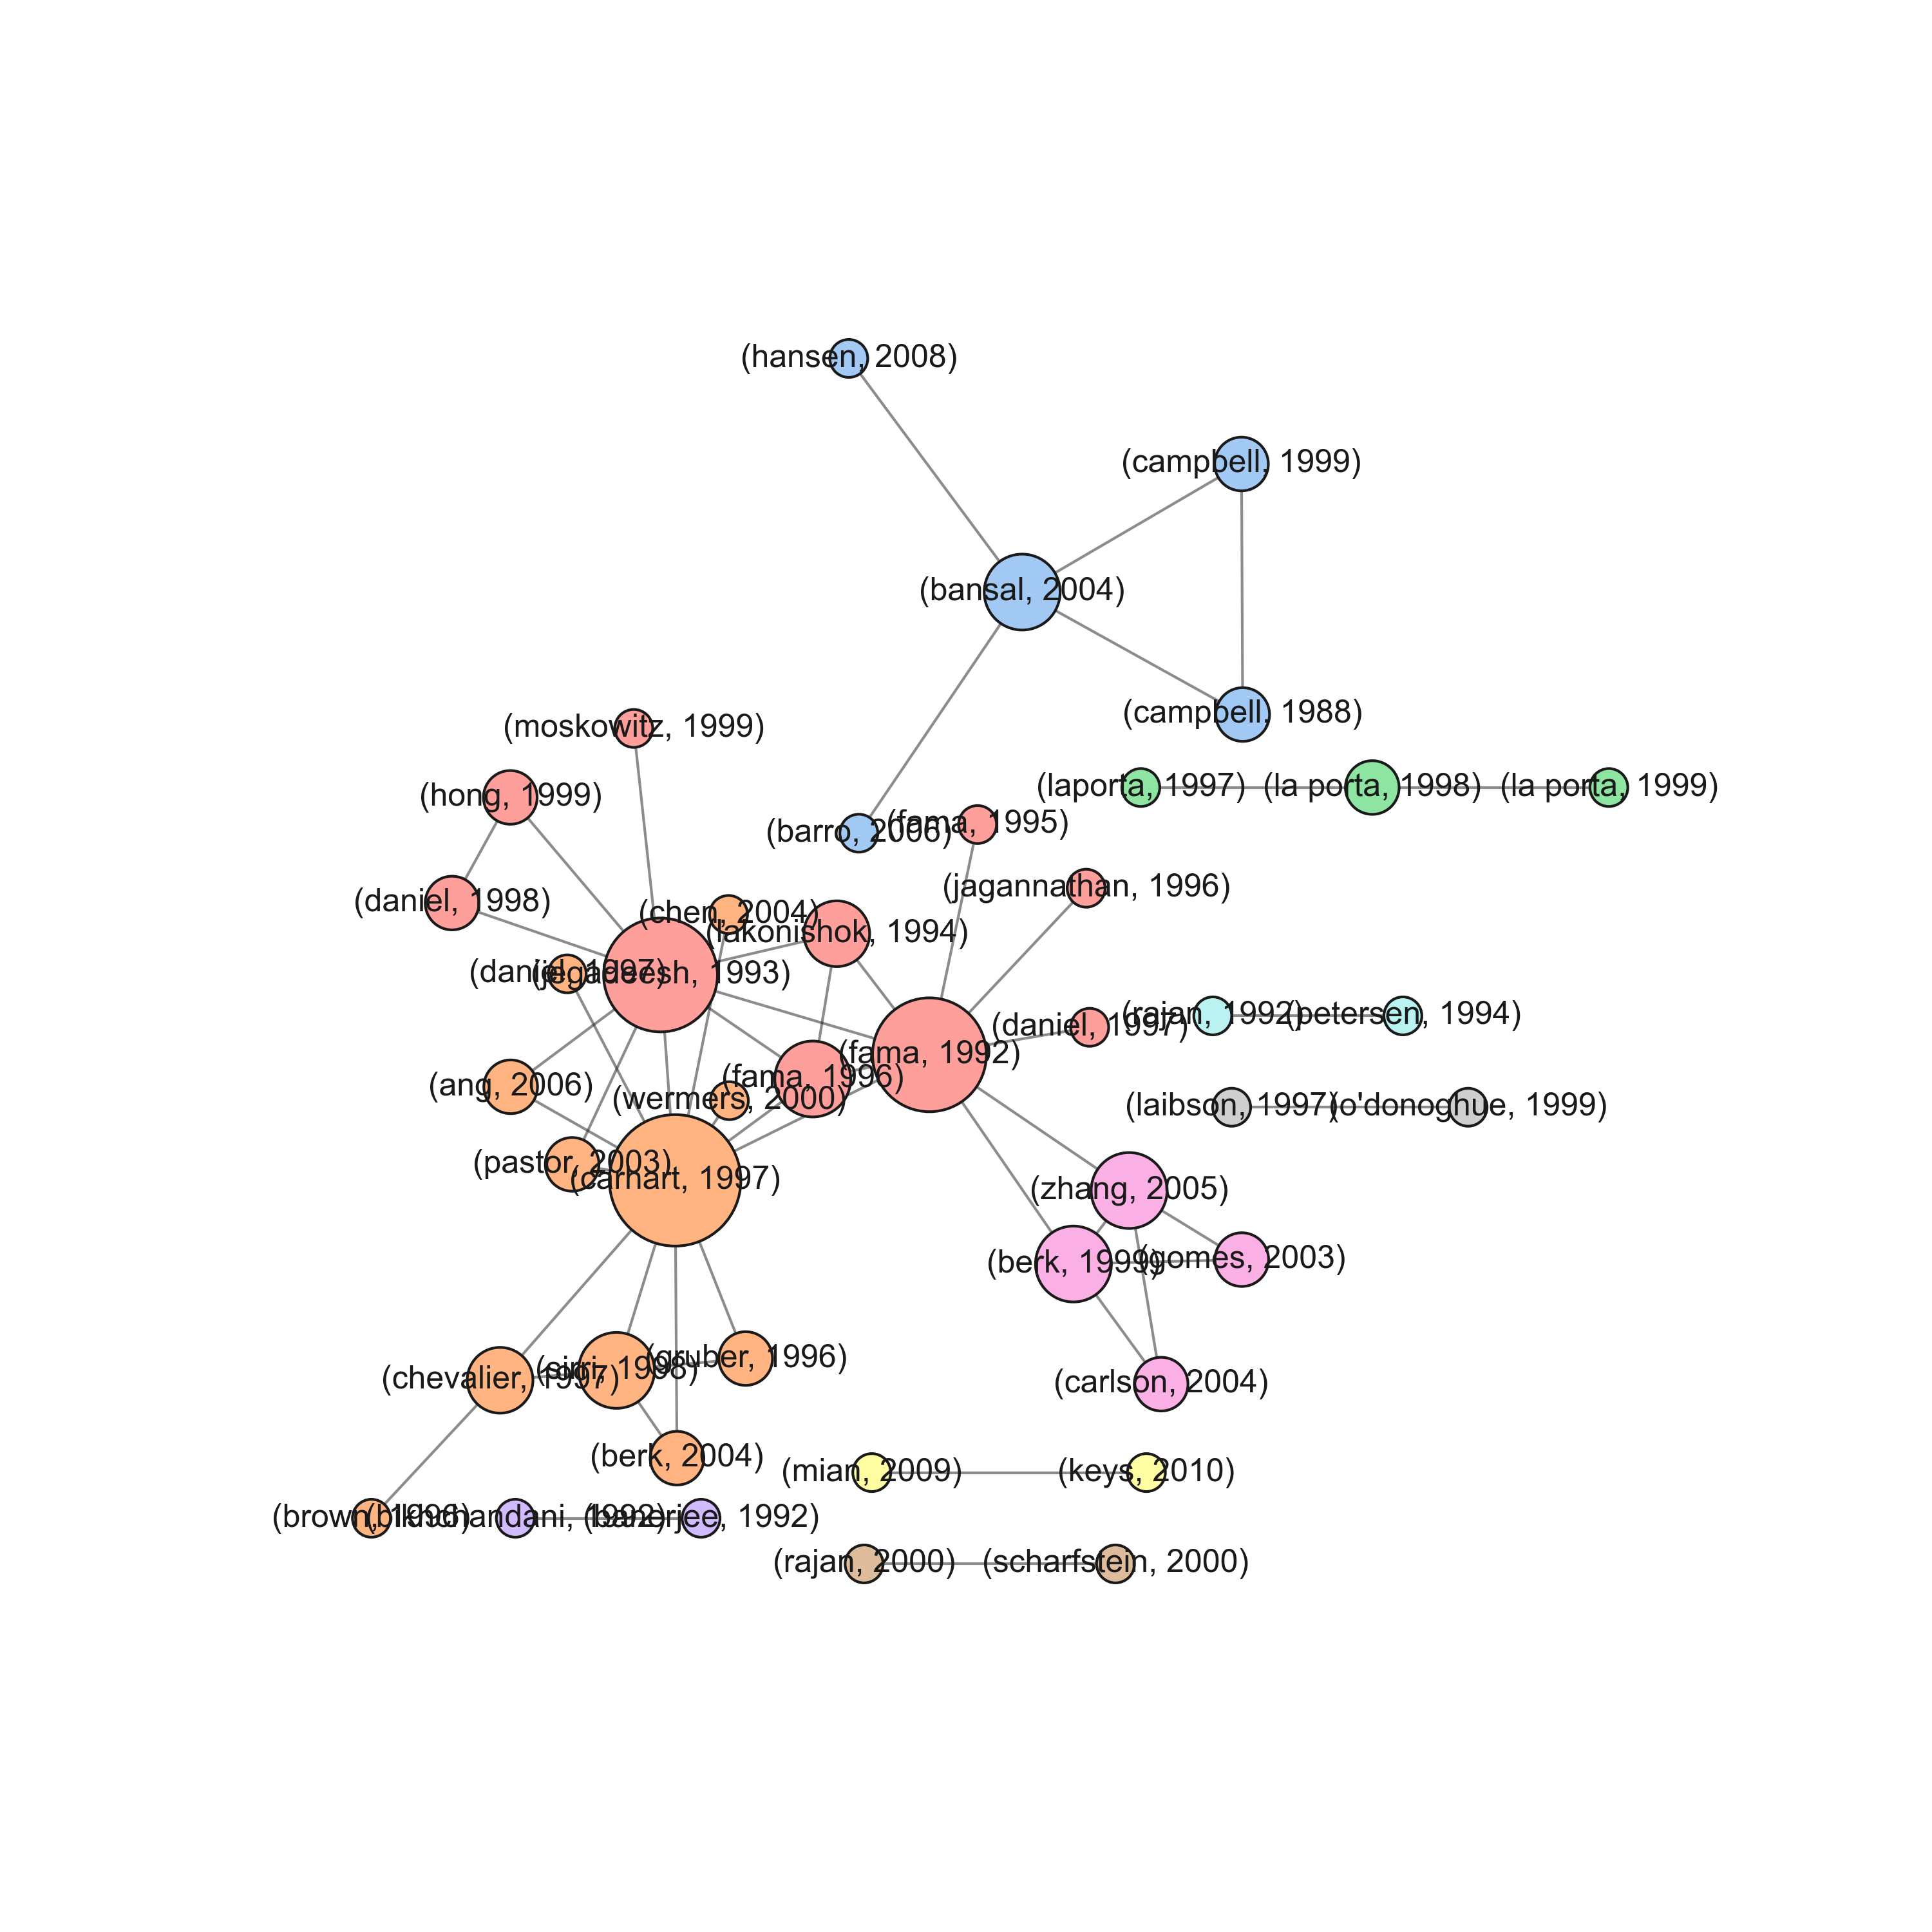 (hansen, 2008)
(campbell, 1999)
(bansal, 2004)
(campbell, 1988)
(moskowitz, 1999)
(laporta, 1997)
(la porta, 1998)
(la porta, 1999)
(hong, 1999)
(barro, 2006)
(fama, 1995)
(jagannathan, 1996)
(daniel, 1998)
(chen, 2004)
(lakonishok, 1994)
(daniel, 1997)
(jegadeesh, 1993)
(rajan, 1992)
(petersen, 1994)
(daniel, 1997)
(fama, 1992)
(fama, 1996)
(ang, 2006)
(wermers, 2000)
(laibson, 1997)
(o'donoghue, 1999)
(pastor, 2003)
(carhart, 1997)
(zhang, 2005)
(berk, 1999)
(gomes, 2003)
(gruber, 1996)
(sirri, 1998)
(chevalier, 1997)
(carlson, 2004)
(berk, 2004)
(mian, 2009)
(keys, 2010)
(brown, 1996)
(bikhchandani, 1992)
(banerjee, 1992)
(rajan, 2000)
(scharfstein, 2000)